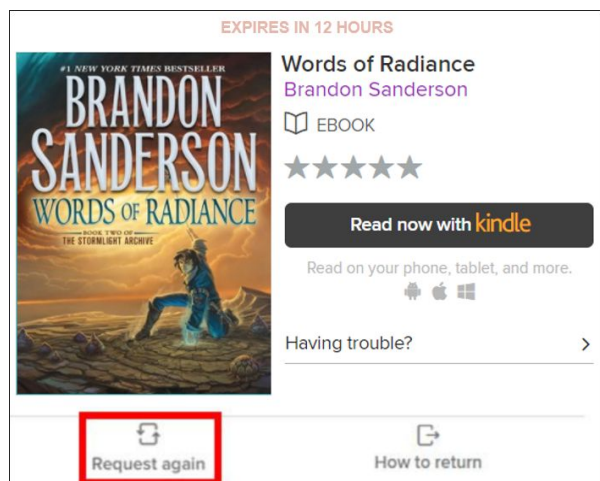 EXPIRES IN 12 HOURS
#1 NEW YORK TIMES BESTSELLER
BRANDON
SANDERSON
WORDS OF RADIANCE
BOOK TWO OF
THE STORMLIGHT ARCHIVE
Words of Radiance
Brandon Sanderson
EBOOK
Read now with kindle
Read on your phone, tablet, and more.
Having trouble?
Request again
How to return